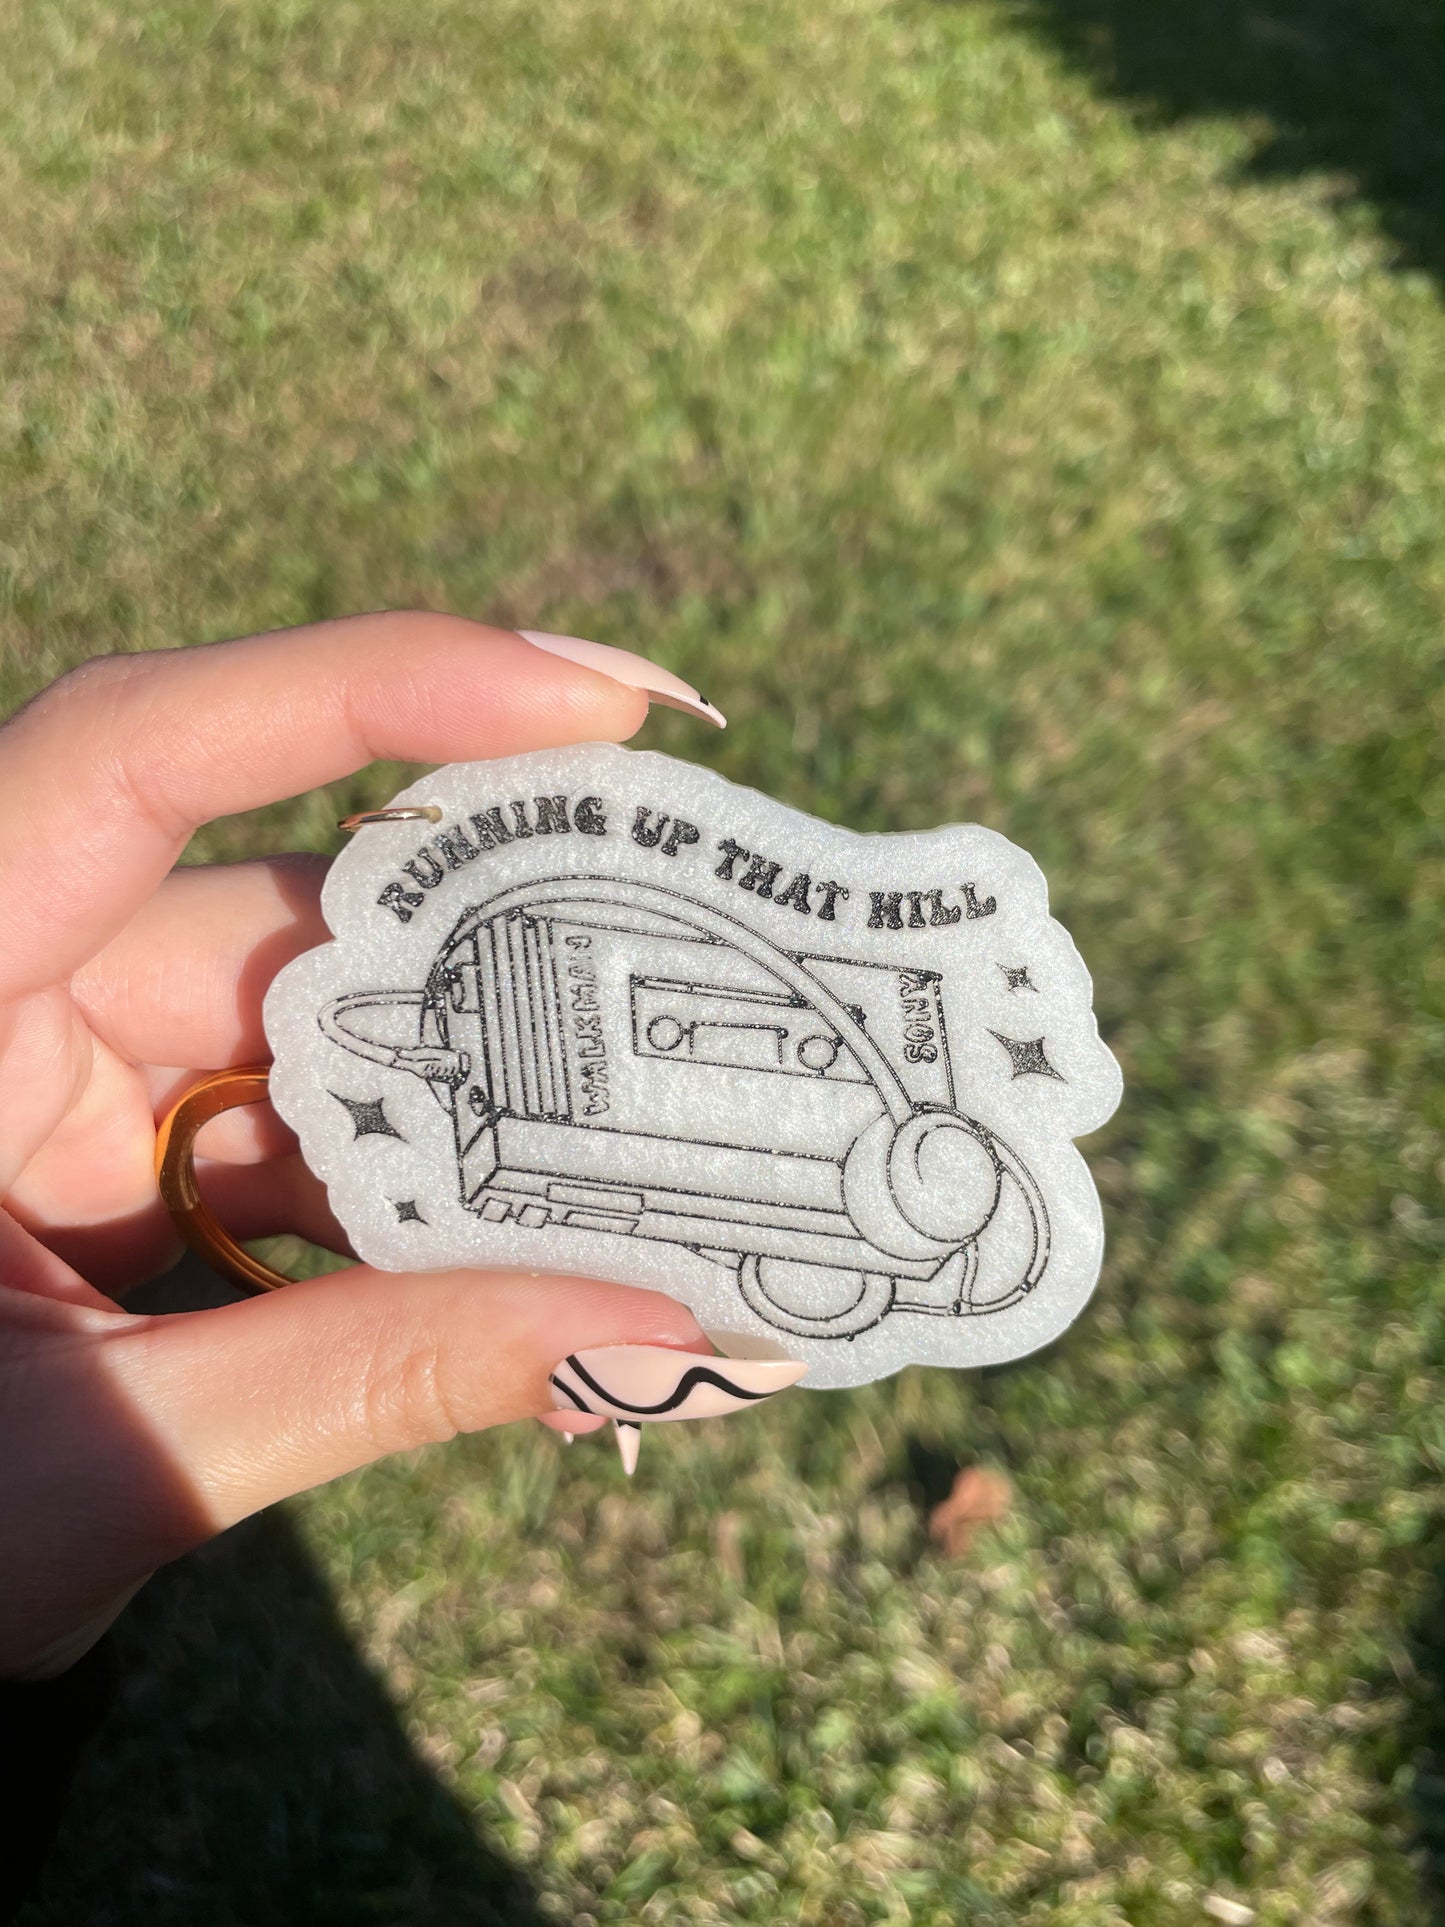 RUNNING UP THAT HILL
WALKMAN
SONY